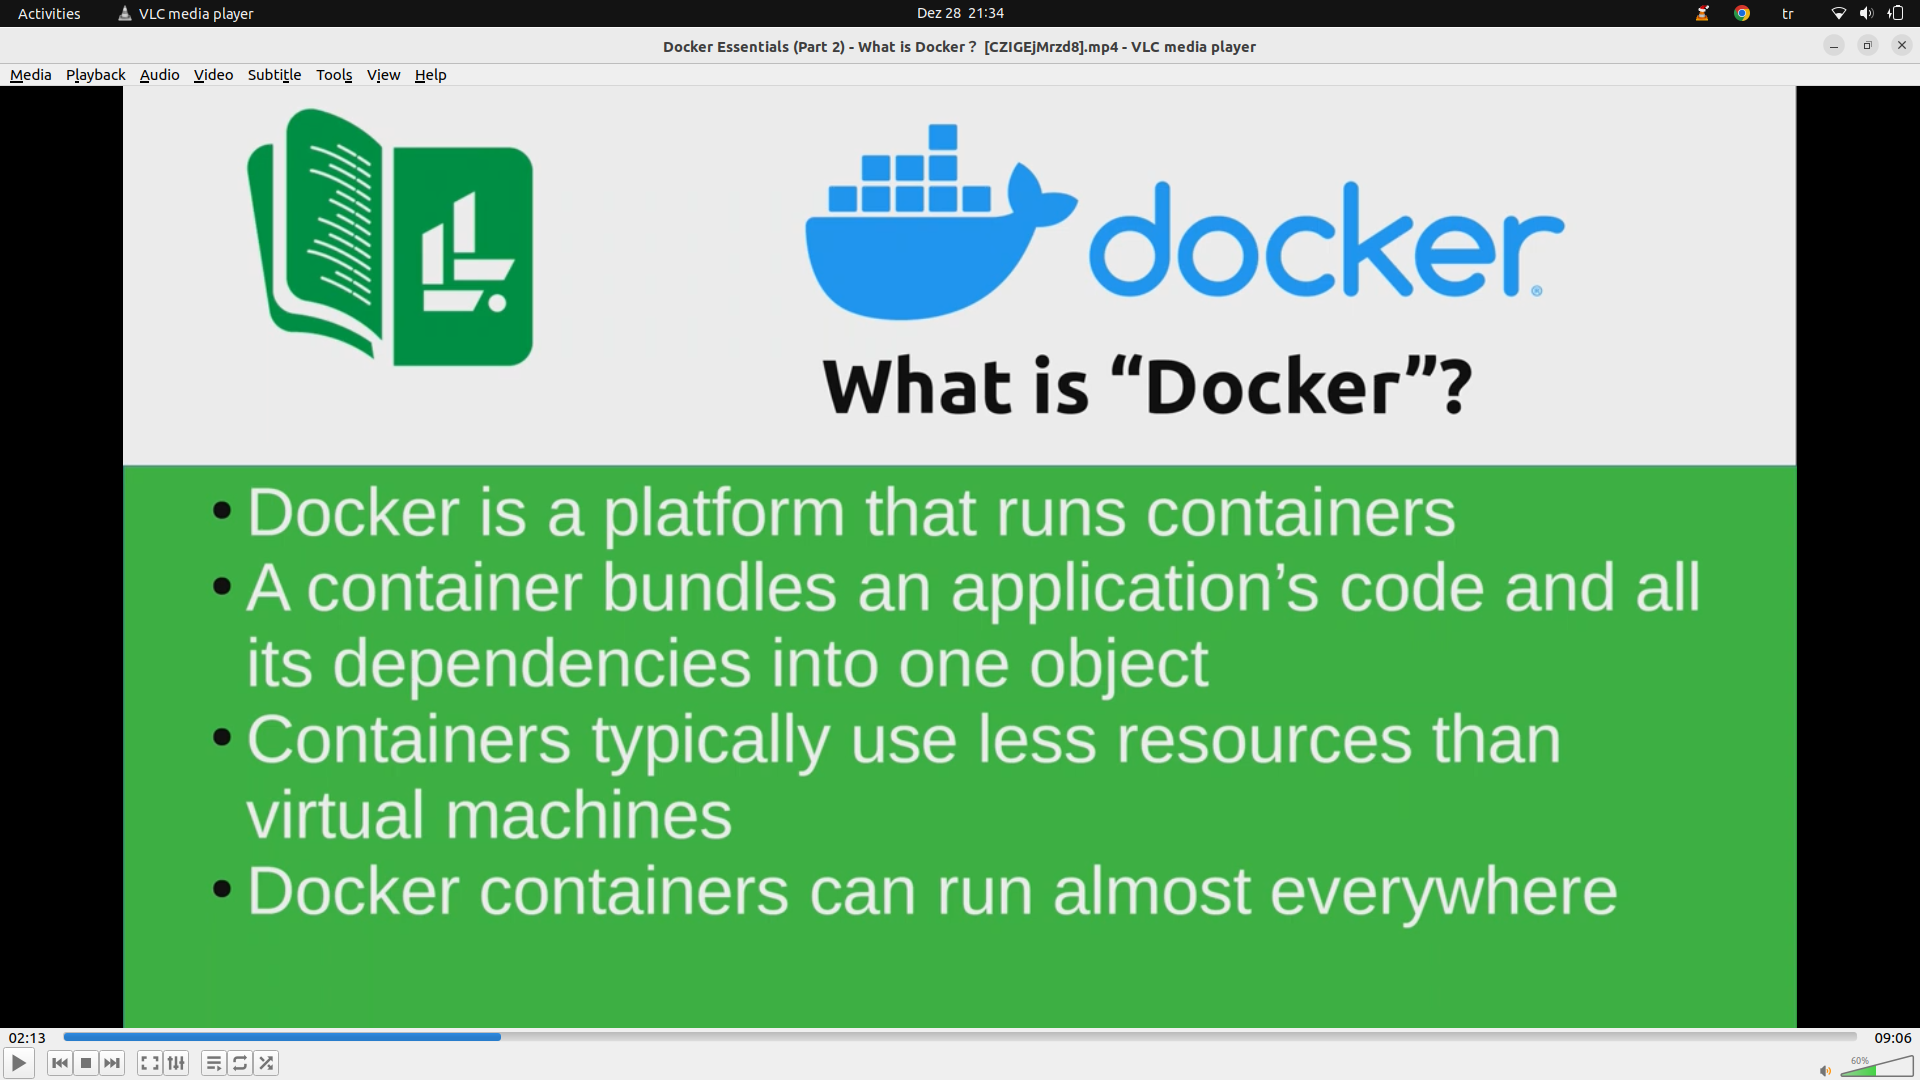 Activities VLC media player Dez 28 21:34 tr
Docker Essentials (Part 2) - What is Docker？ [CZIGEjMrzd8].mp4 - VLC media player
Media Playback Audio Video Subtitle Tools View Help
docker®
What is “Docker”?
• Docker is a platform that runs containers
• A container bundles an application’s code and all
its dependencies into one object
• Containers typically use less resources than
virtual machines
• Docker containers can run almost everywhere
02:13 09:06
60%